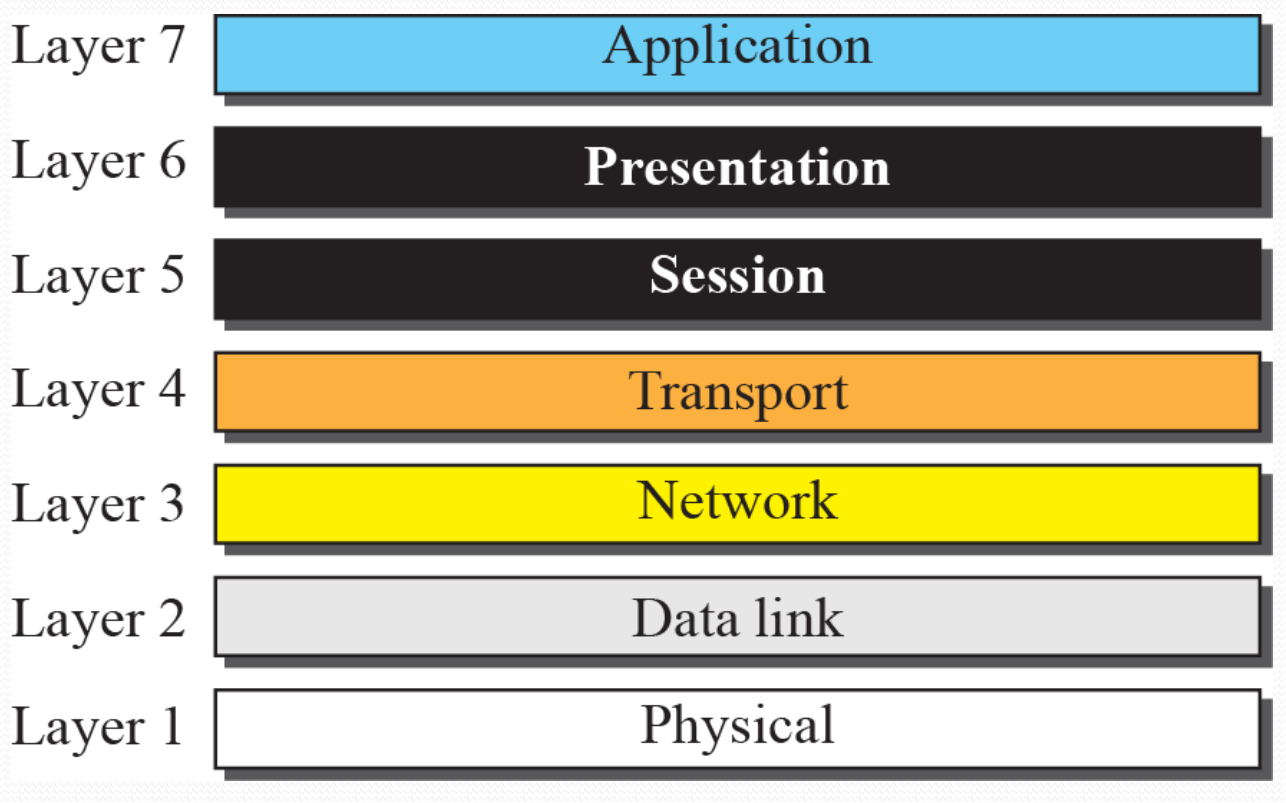 Layer 7 Application
Layer 6 Presentation
Layer 5 Session
Layer 4 Transport
Layer 3 Network
Layer 2 Data link
Layer 1 Physical